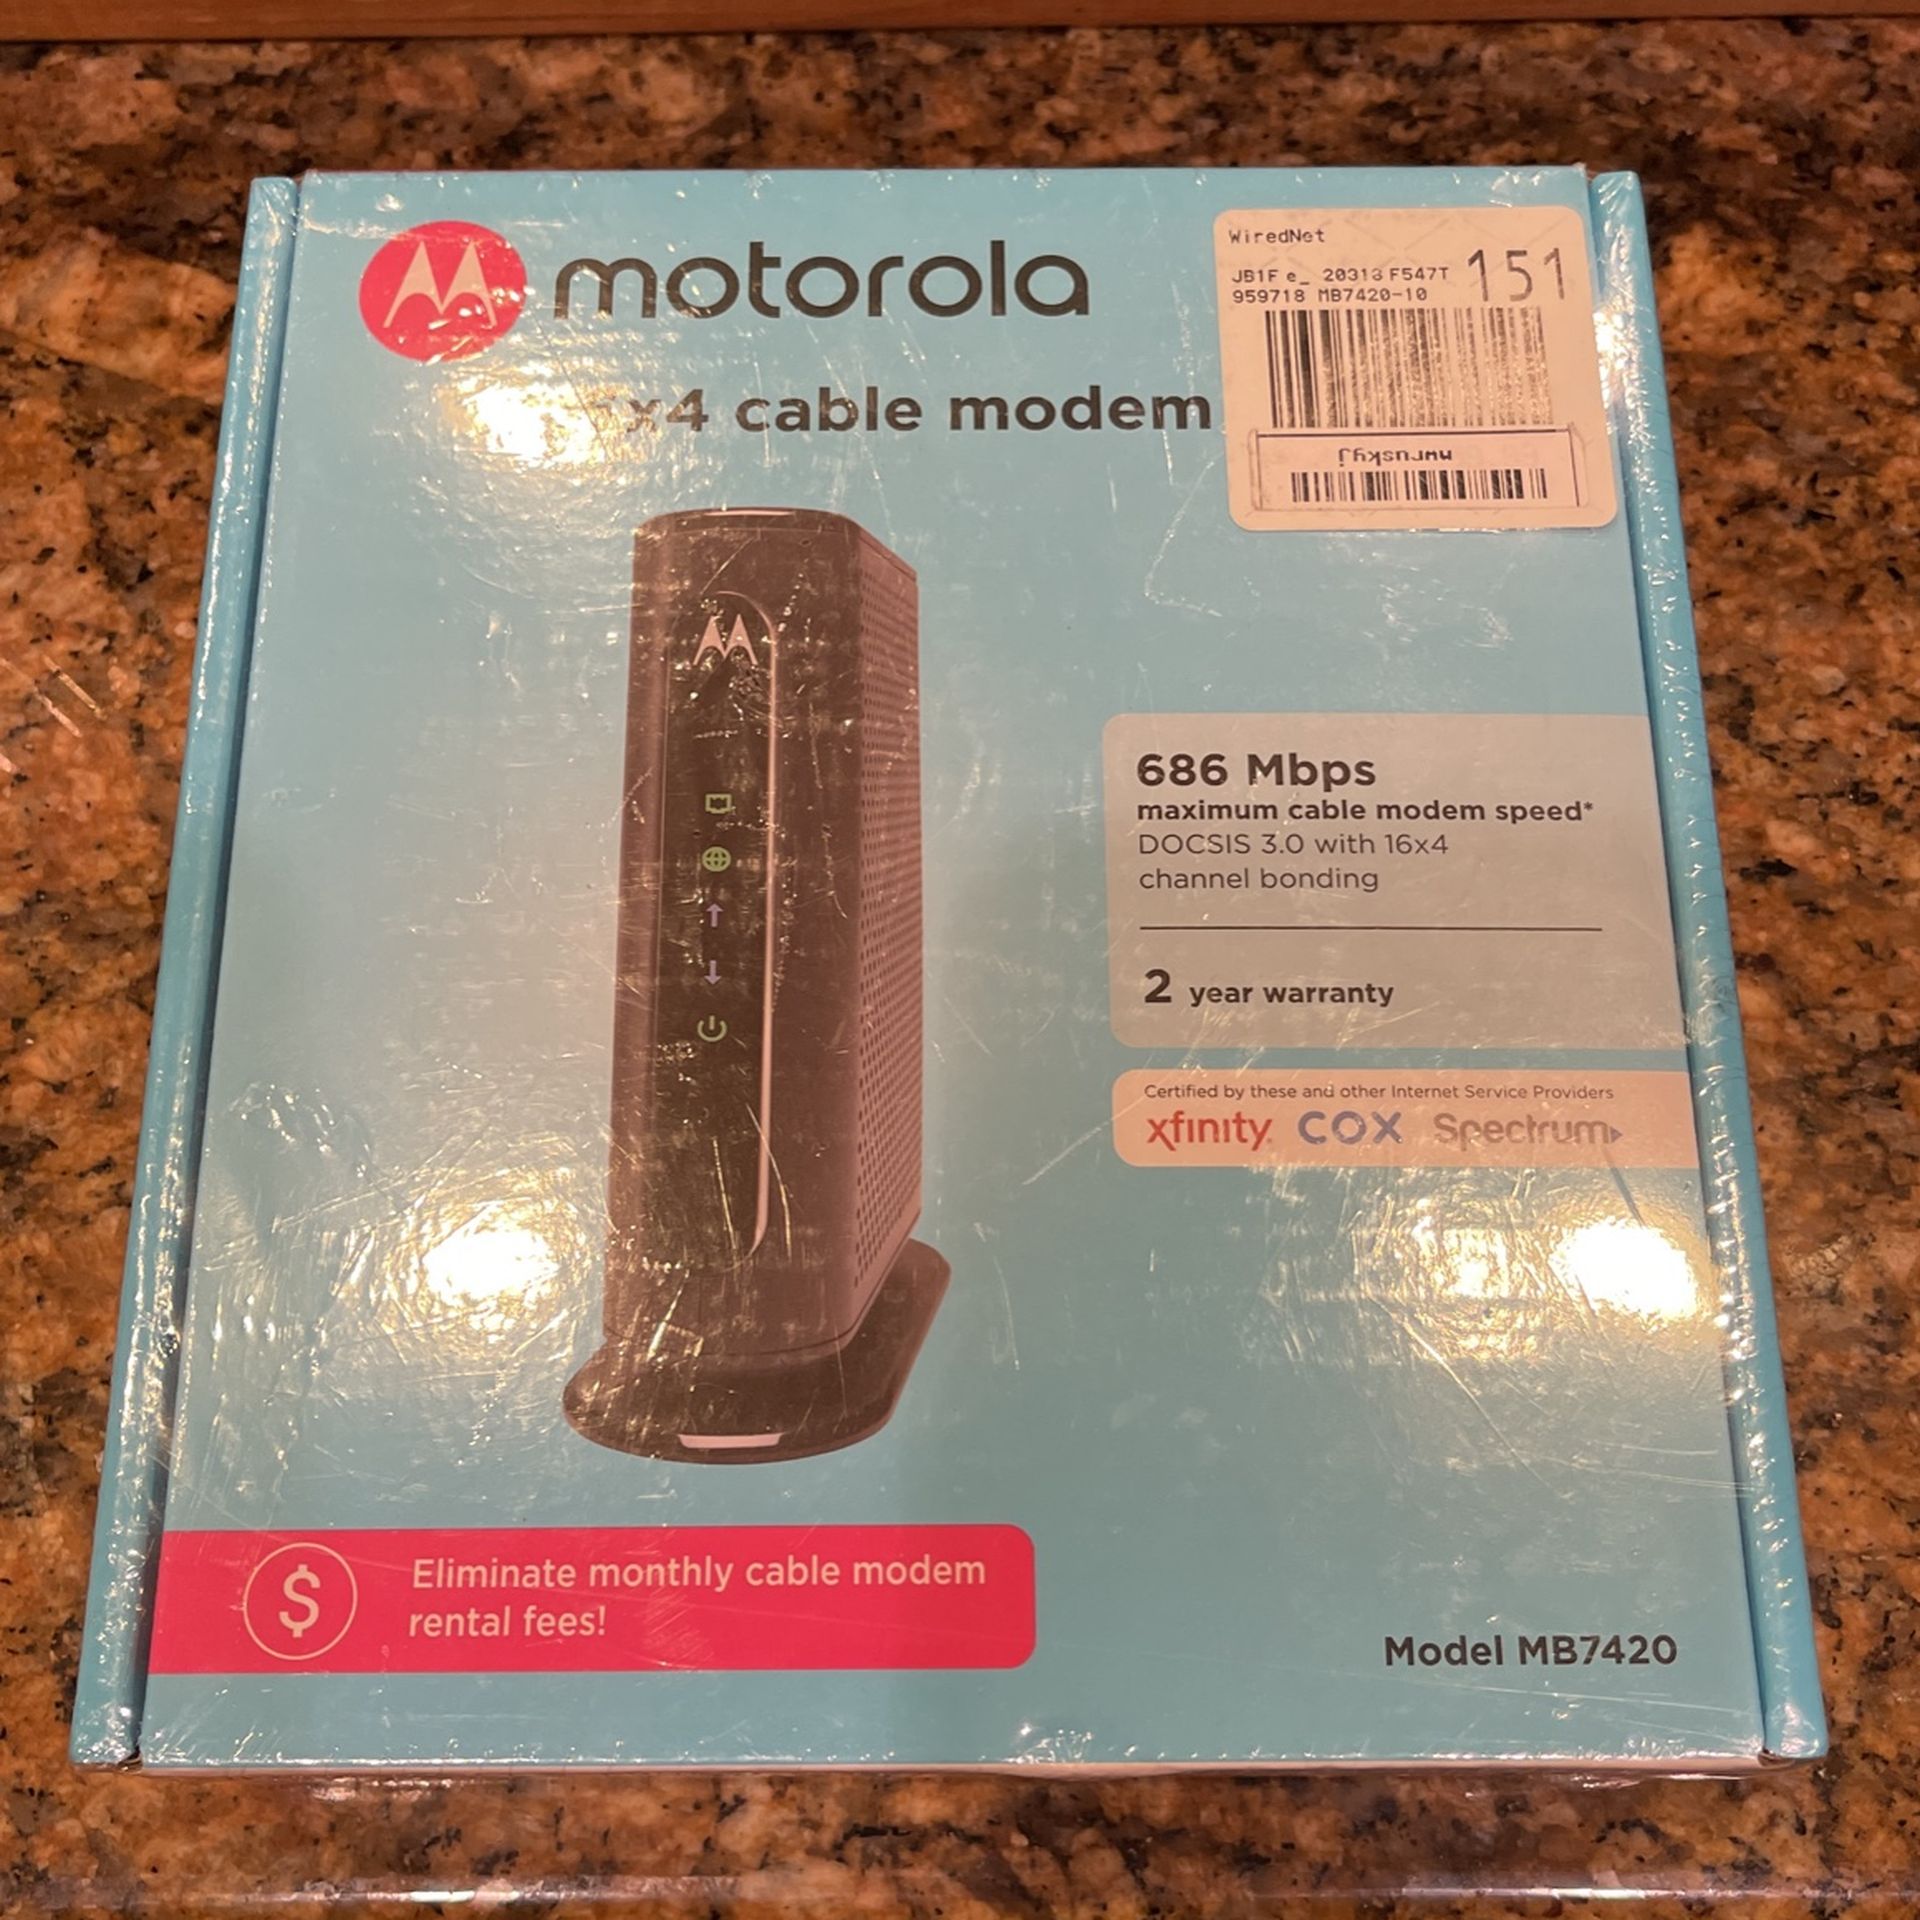 motorola
x4 cable modem
WiredNet
JB1F e_ 20313 F547T 151
959718 MB7420-10
mwruskyj
686 Mbps
maximum cable modem speed*
DOCSIS 3.0 with 16x4
channel bonding
2 year warranty
Certified by these and other Internet Service Providers
xfinity COX Spectrum
$
Eliminate monthly cable modem
rental fees!
Model MB7420